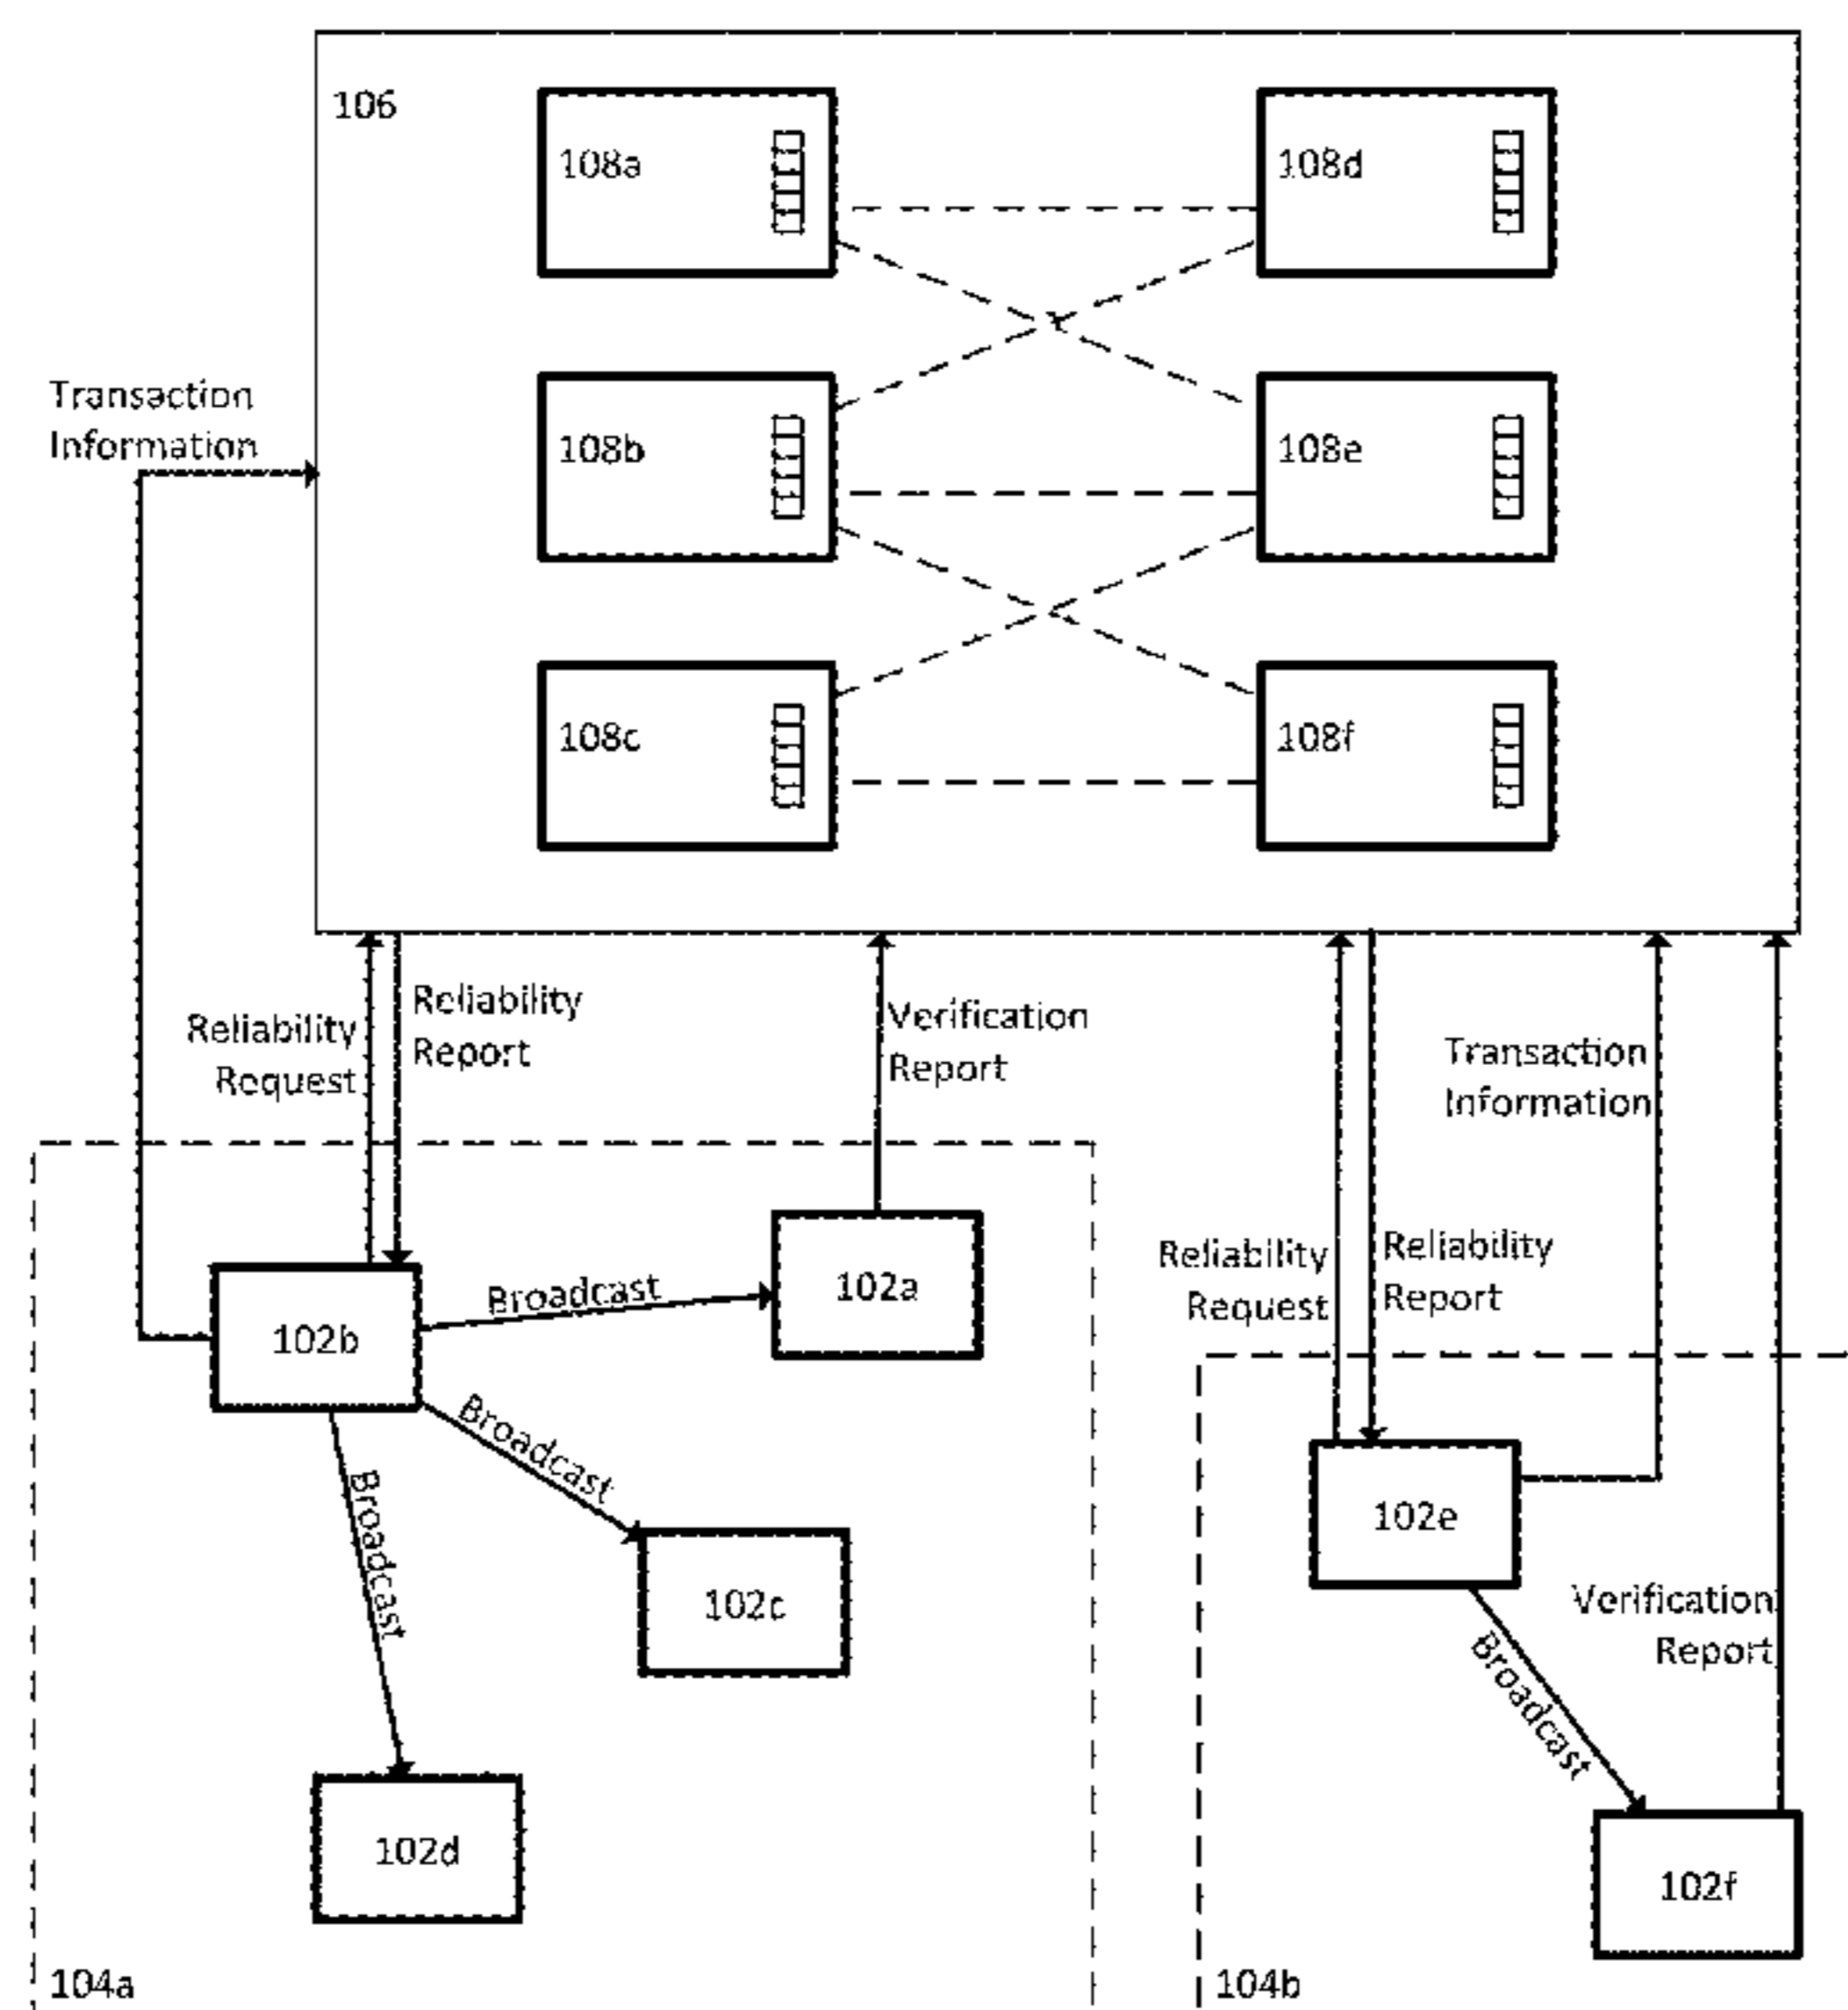 106
108a
108d
Transaction
Information
108b
108e
108c
108f
Reliability
Request
Reliability
Report
Verification
Report
Transaction
Information
Reliability
Request
Reliability
Report
102a
Broadcast
102b
Broadcast
Broadcast
102c
102e
Verification
Report
Broadcast
102d
102f
104a
104b